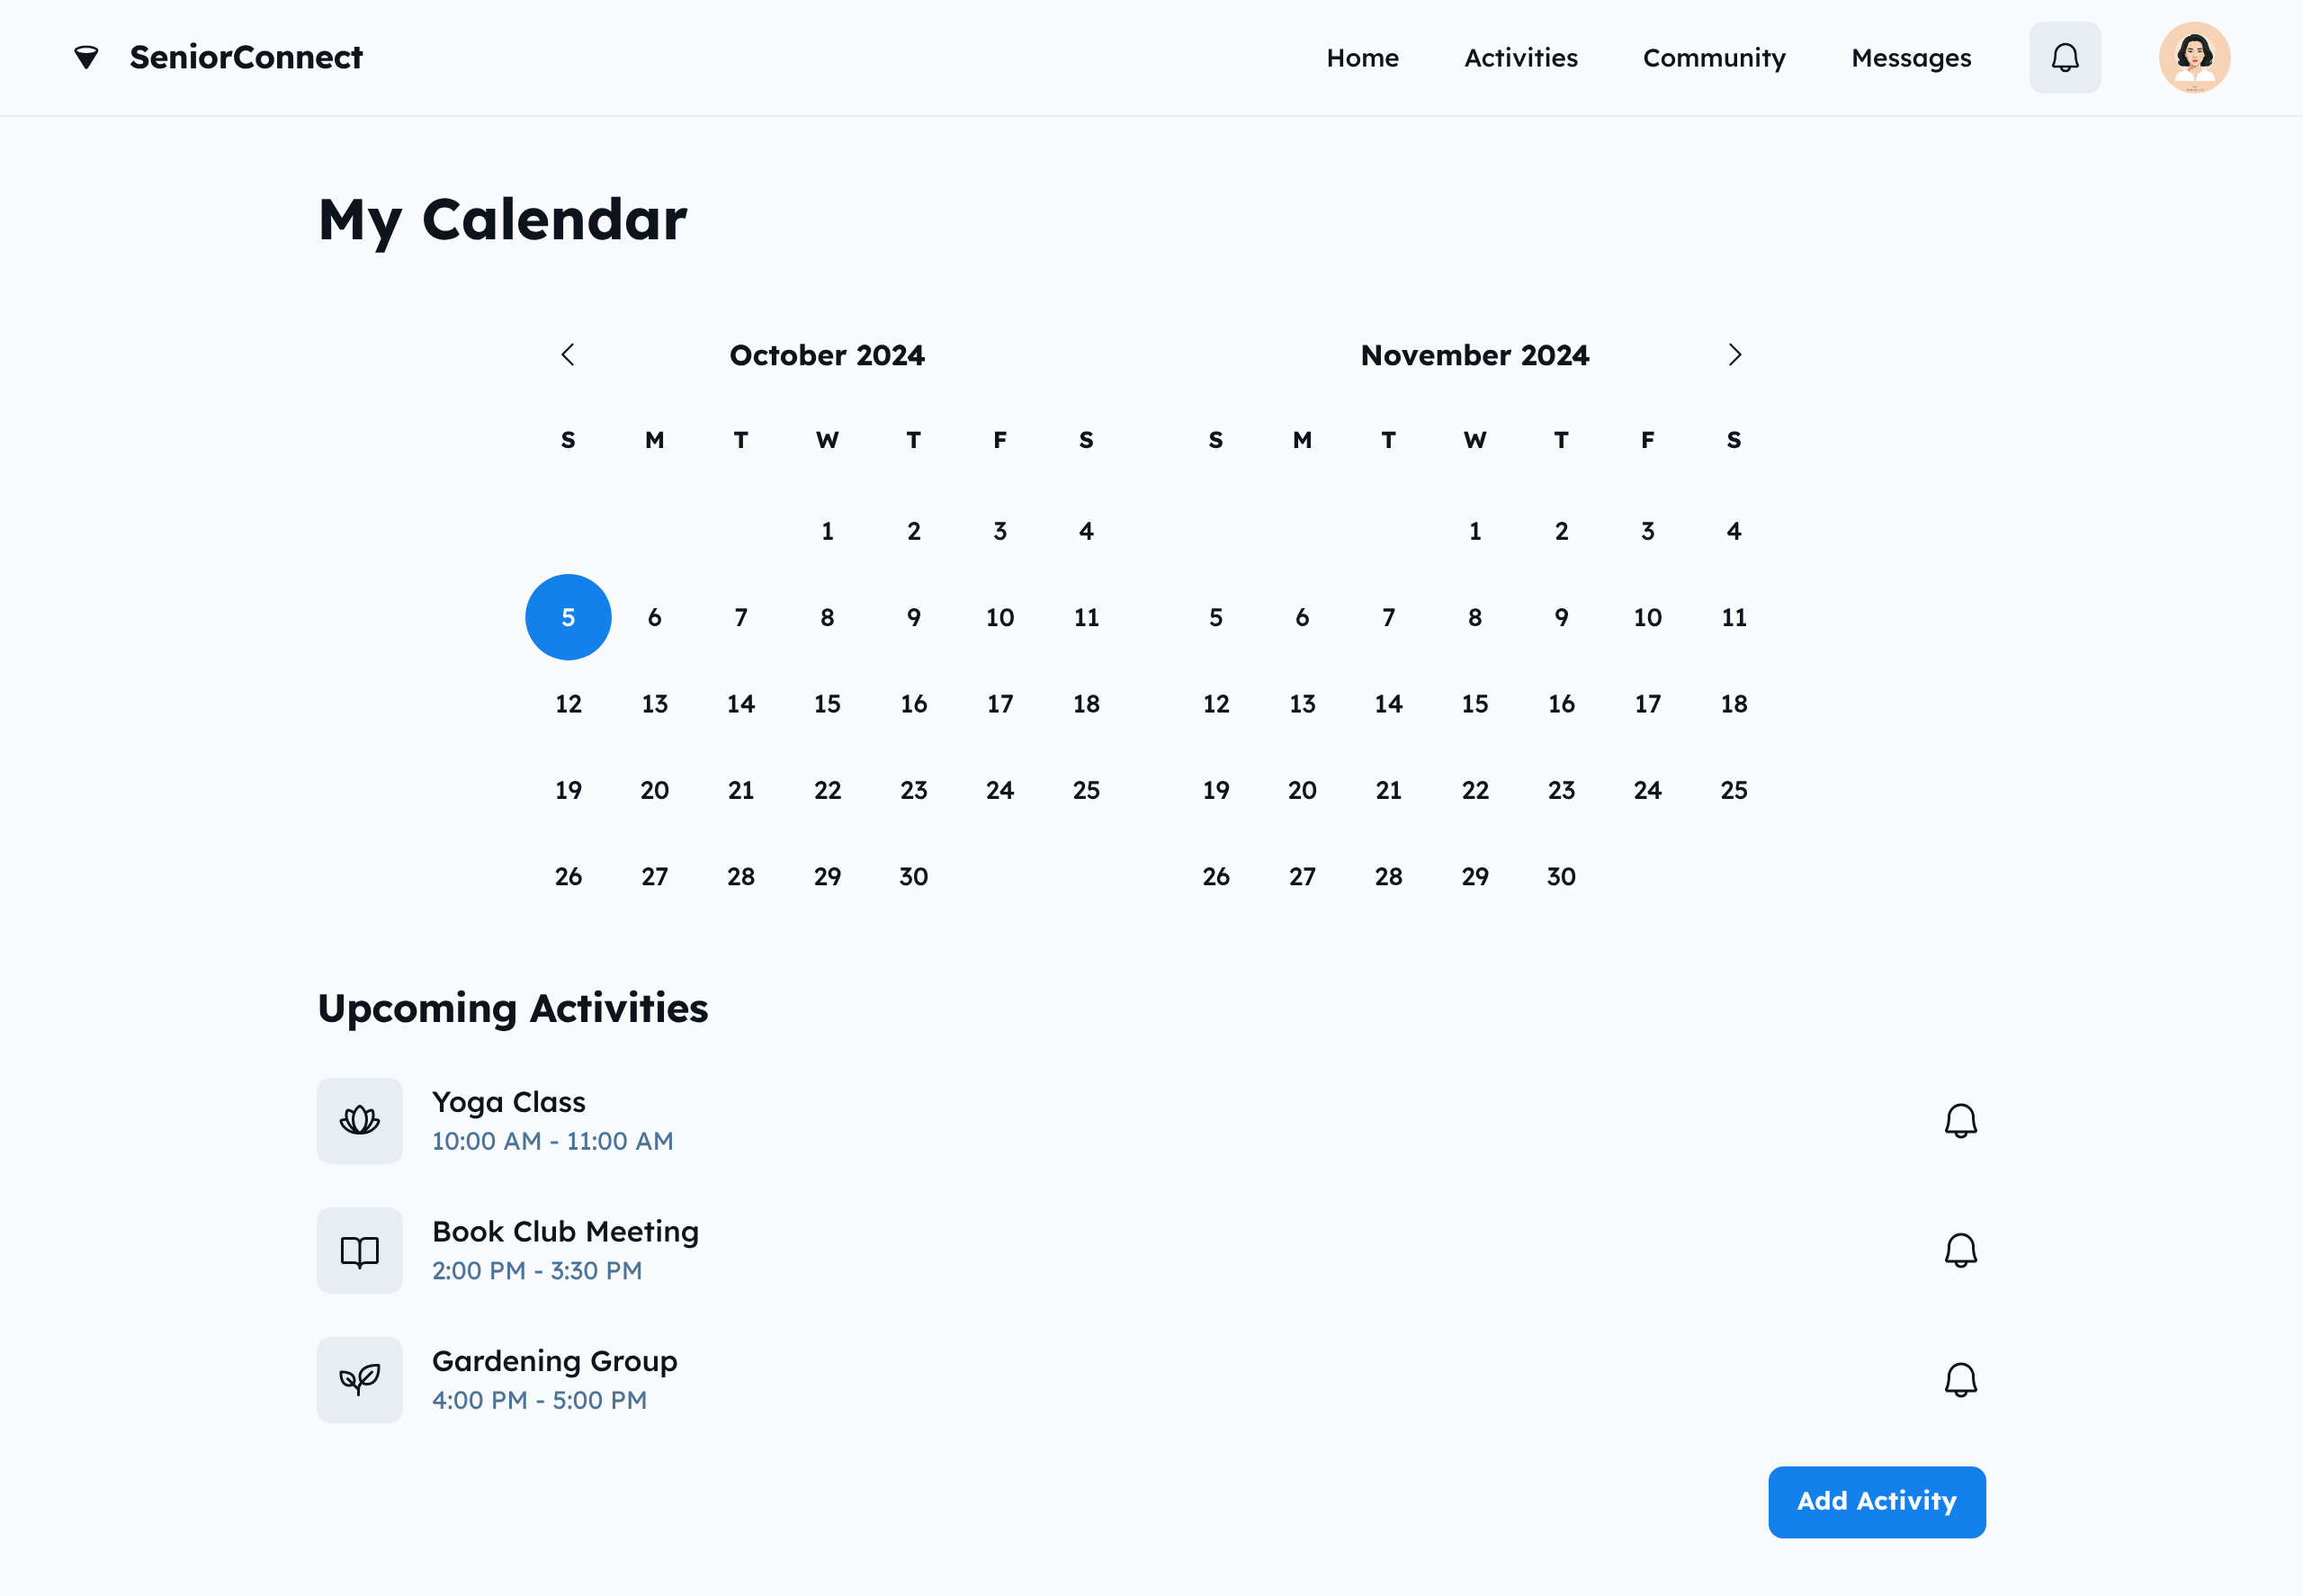 SeniorConnect
Home Activities Community Messages
My Calendar
October 2024
S M T W T F S
1 2 3 4
5 6 7 8 9 10 11
12 13 14 15 16 17 18
19 20 21 22 23 24 25
26 27 28 29 30
November 2024
S M T W T F S
1 2 3 4
5 6 7 8 9 10 11
12 13 14 15 16 17 18
19 20 21 22 23 24 25
26 27 28 29 30
Upcoming Activities
Yoga Class
10:00 AM - 11:00 AM
Book Club Meeting
2:00 PM - 3:30 PM
Gardening Group
4:00 PM - 5:00 PM
Add Activity